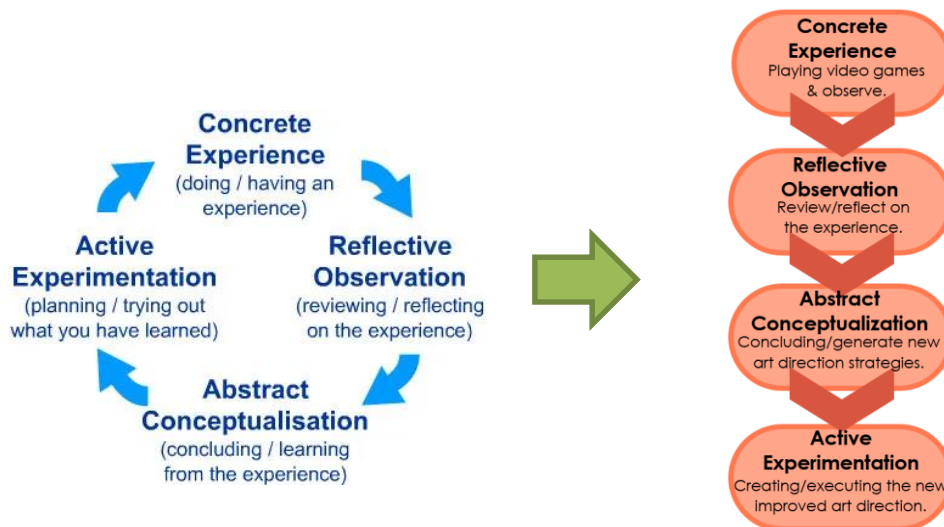 Concrete
Experience
(doing / having an
experience)
Reflective
Observation
(reviewing / reflecting
on the experience)
Abstract
Conceptualisation
(concluding / learning
from the experience)
Active
Experimentation
(planning / trying out
what you have learned)
Concrete
Experience
Playing video games
& observe.
Reflective
Observation
Review/reflect on
the experience.
Abstract
Conceptualization
Concluding/generate new
art direction strategies.
Active
Experimentation
Creating/executing the new
improved art direction.